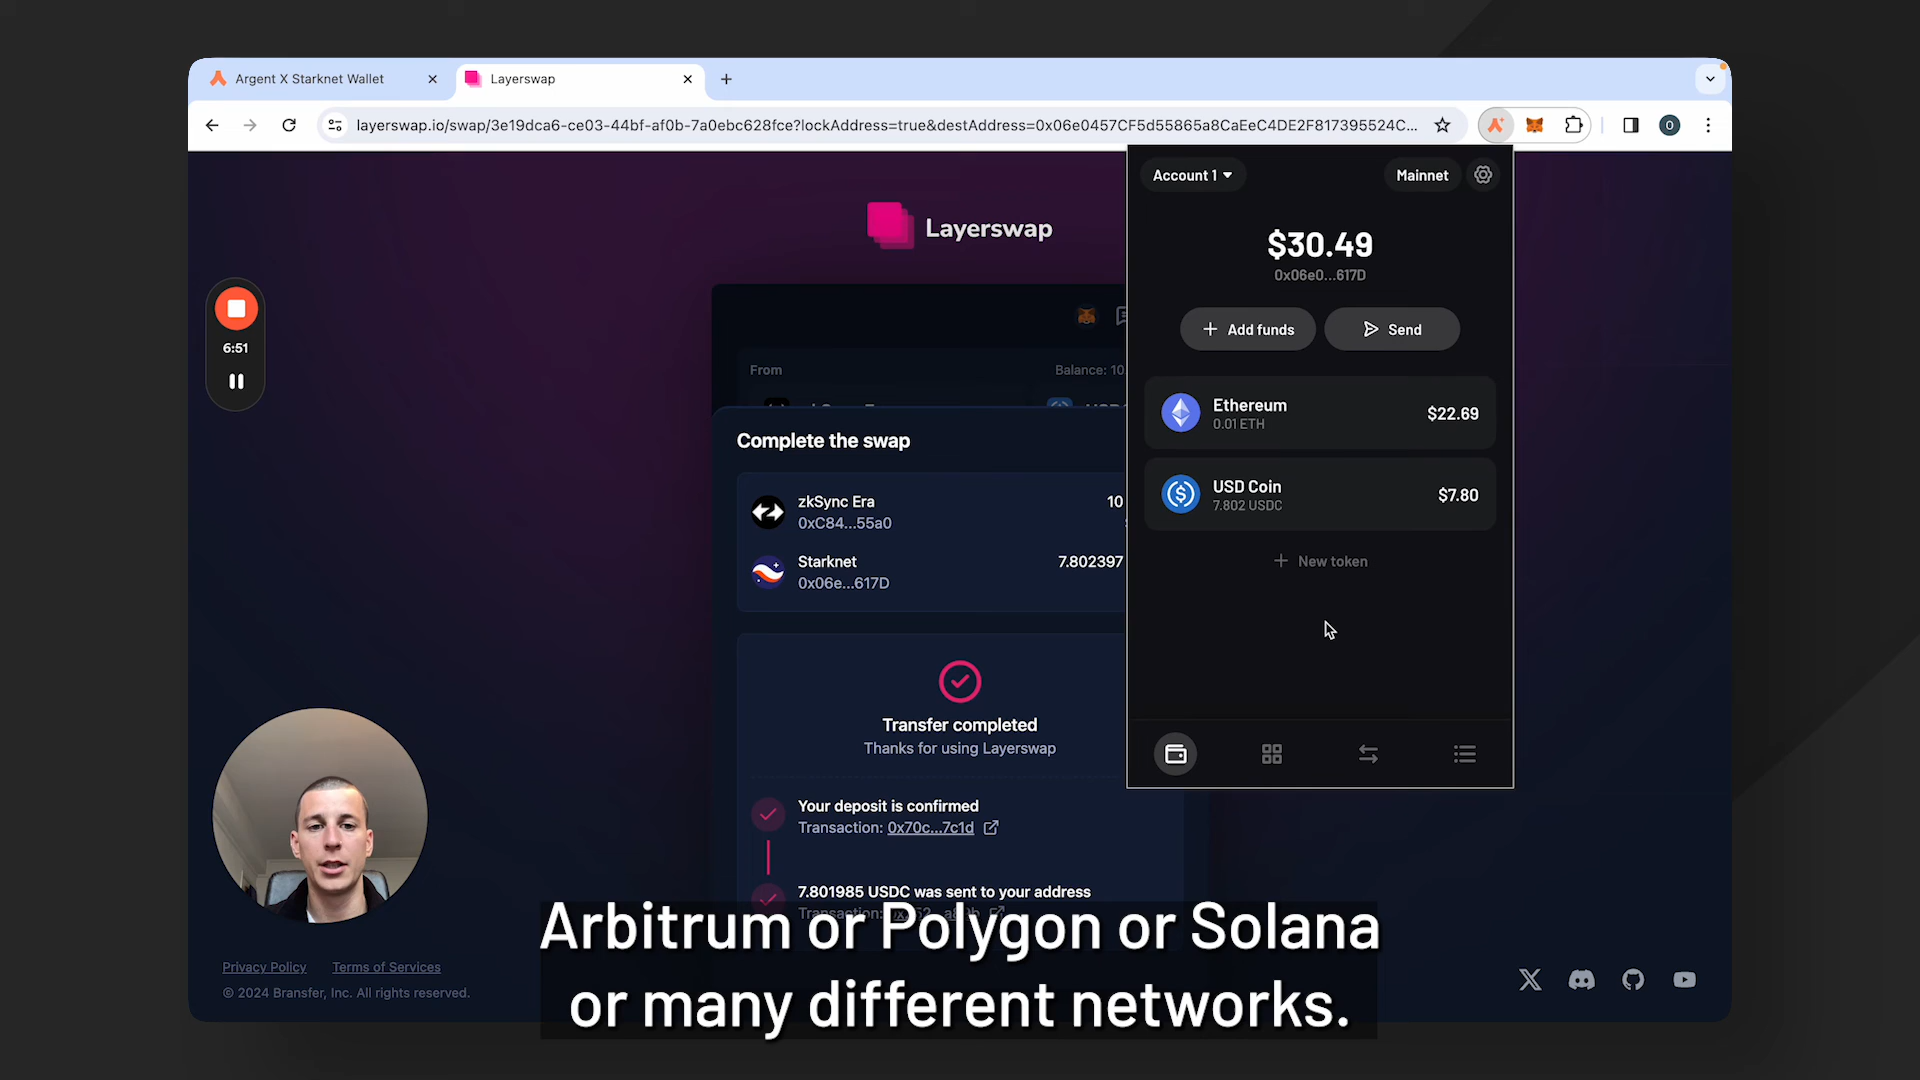 Argent X Starknet Wallet
Layerswap
layerswap.io/swap/3e19dca6-ce03-44bf-af0b-7a0ebc628fce?lockAddress=true&destAddress=0x06e0457CF5d55865a8CaEeC4DE2F817395524C...
O
Account 1
Mainnet
Layerswap
$30.49
0x06e0...617D
6:51
Add funds
Send
From
Balance: 10
Ethereum
0.01 ETH
$22.69
Complete the swap
USD Coin
7.802 USDC
$7.80
zkSync Era
10
0xC84...55a0
Starknet
7.802397
0x06e...617D
New token
Transfer completed
Thanks for using Layerswap
Your deposit is confirmed
Transaction: 0x70c...7c1d
7.801985 USDC was sent to your address
Transaction:
Arbitrum or Polygon or Solana
or many different networks.
Privacy Policy
Terms of Services
© 2024 Bransfer, Inc. All rights reserved.